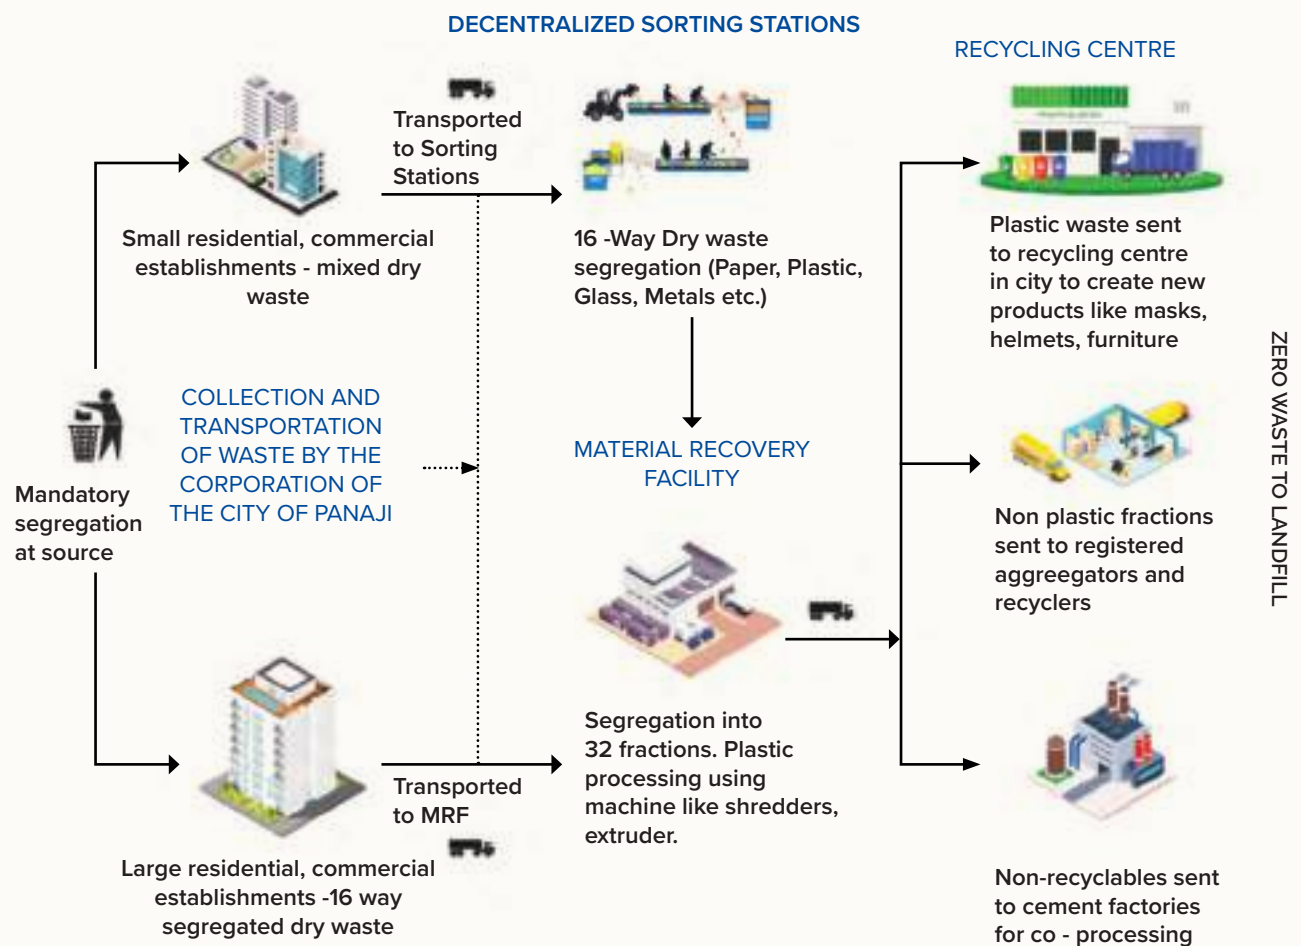 DECENTRALIZED SORTING STATIONS
RECYCLING CENTRE
Transported
to Sorting
Stations
Small residential, commercial
establishments - mixed dry
waste
16 -Way Dry waste
segregation (Paper, Plastic,
Glass, Metals etc.)
Plastic waste sent
to recycling centre
in city to create new
products like masks,
helmets, furniture
COLLECTION AND
TRANSPORTATION
OF WASTE BY THE
CORPORATION OF
THE CITY OF PANAJI
Mandatory
segregation
at source
MATERIAL RECOVERY
FACILITY
Non plastic fractions
sent to registered
aggreegators and
recyclers
ZERO WASTE TO LANDFILL
Segregation into
32 fractions. Plastic
processing using
machine like shredders,
extruder.
Transported
to MRF
Large residential, commercial
establishments -16 way
segregated dry waste
Non-recyclables sent
to cement factories
for co - processing